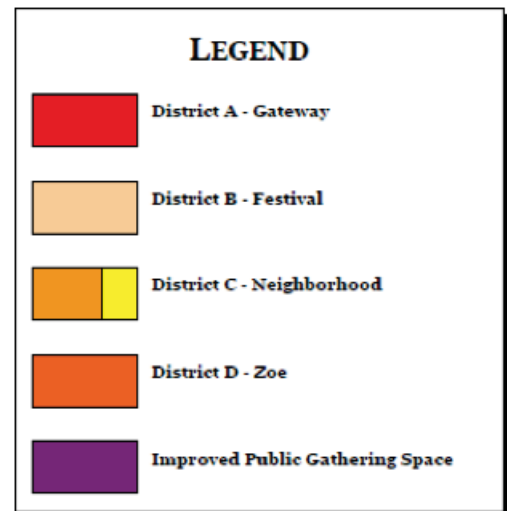 LEGEND
District A - Gateway
District B - Festival
District C - Neighborhood
District D - Zoe
Improved Public Gathering Space